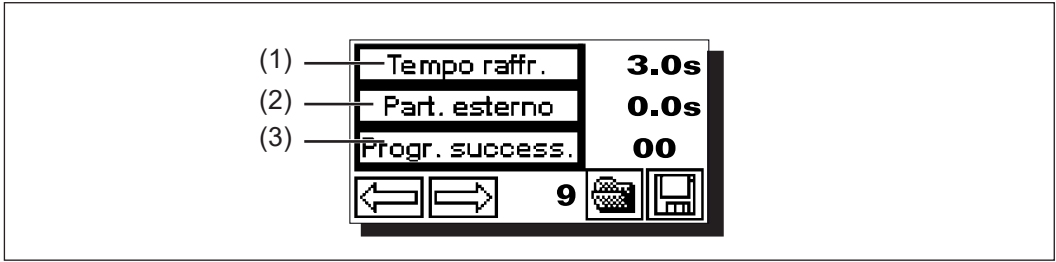 (1) Tempo raffr. 3.0s
(2) Part. esterno 0.0s
(3) Progr. success. 00
9